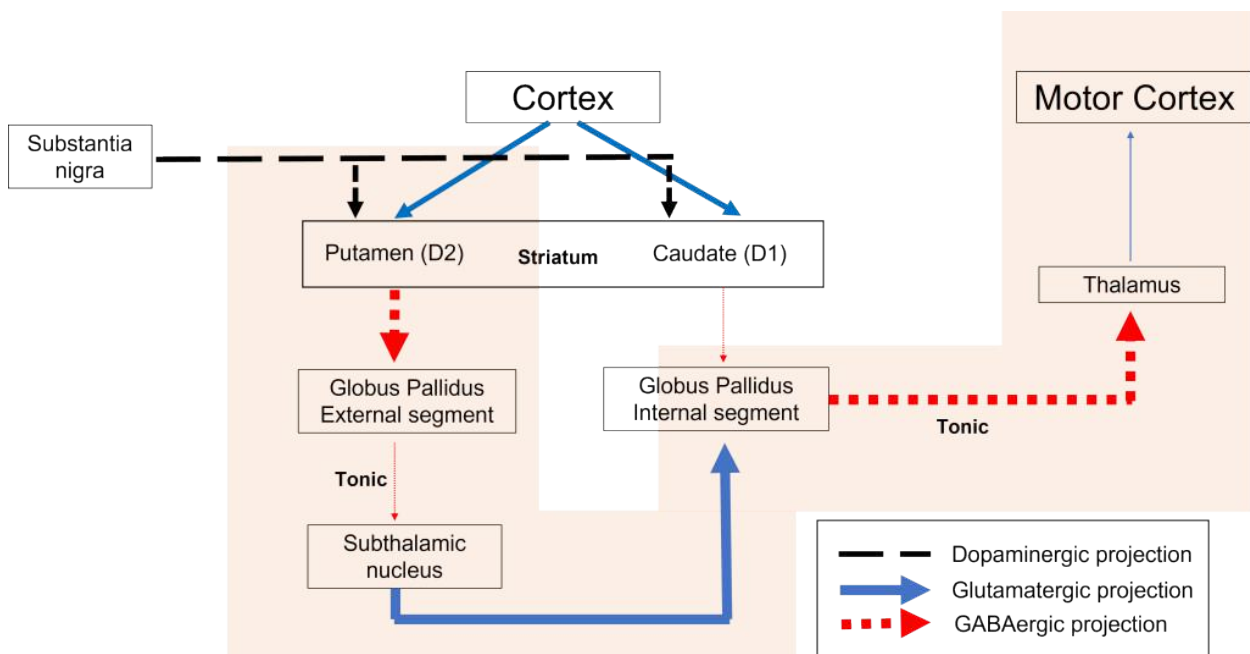 Cortex
Motor Cortex
Substantia
nigra
Putamen (D2)
Striatum
Caudate (D1)
Thalamus
Globus Pallidus
External segment
Globus Pallidus
Internal segment
Tonic
Tonic
Subthalamic
nucleus
Dopaminergic projection
Glutamatergic projection
GABAergic projection